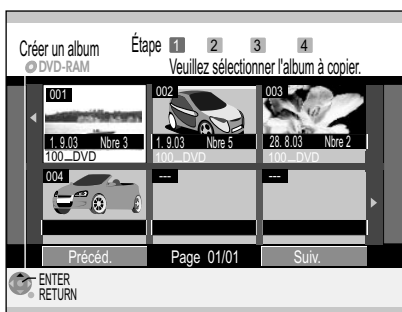 Créer un album Étape 1 2 3 4
DVD-RAM Veuillez sélectionner l'album à copier.
001 002 003
1. 9.03 Nbre 3 1. 9.03 Nbre 5 28. 8.03 Nbre 2
100_DVD 100_DVD 100_DVD
004 --- ---
Précéd. Page 01/01 Suiv.
ENTER
RETURN